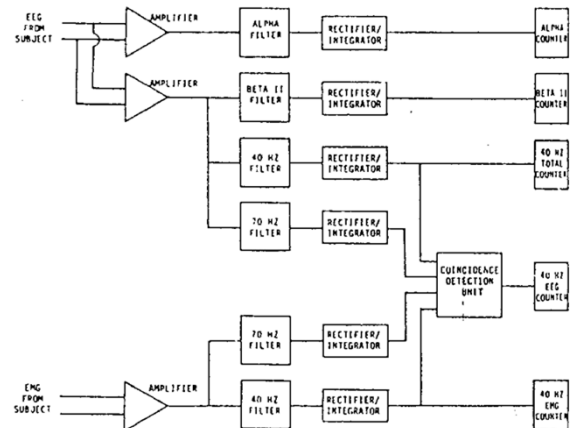 EEG
FROM
SUBJECT
AMPLIFIER
ALPHA
FILTER
RECTIFIER/
INTEGRATOR
ALPHA
COUNTER
AMPLIFIER
BETA II
FILTER
RECTIFIER/
INTEGRATOR
BETA II
COUNTER
40 HZ
FILTER
RECTIFIER/
INTEGRATOR
40 HZ
TOTAL
COUNTER
70 HZ
FILTER
RECTIFIER/
INTEGRATOR
COINCIDENCE
DETECTION
UNIT
40 HZ
EEG
COUNTER
70 HZ
FILTER
RECTIFIER/
INTEGRATOR
EMG
FROM
SUBJECT
AMPLIFIER
40 HZ
FILTER
RECTIFIER/
INTEGRATOR
40 HZ
EMG
COUNTER